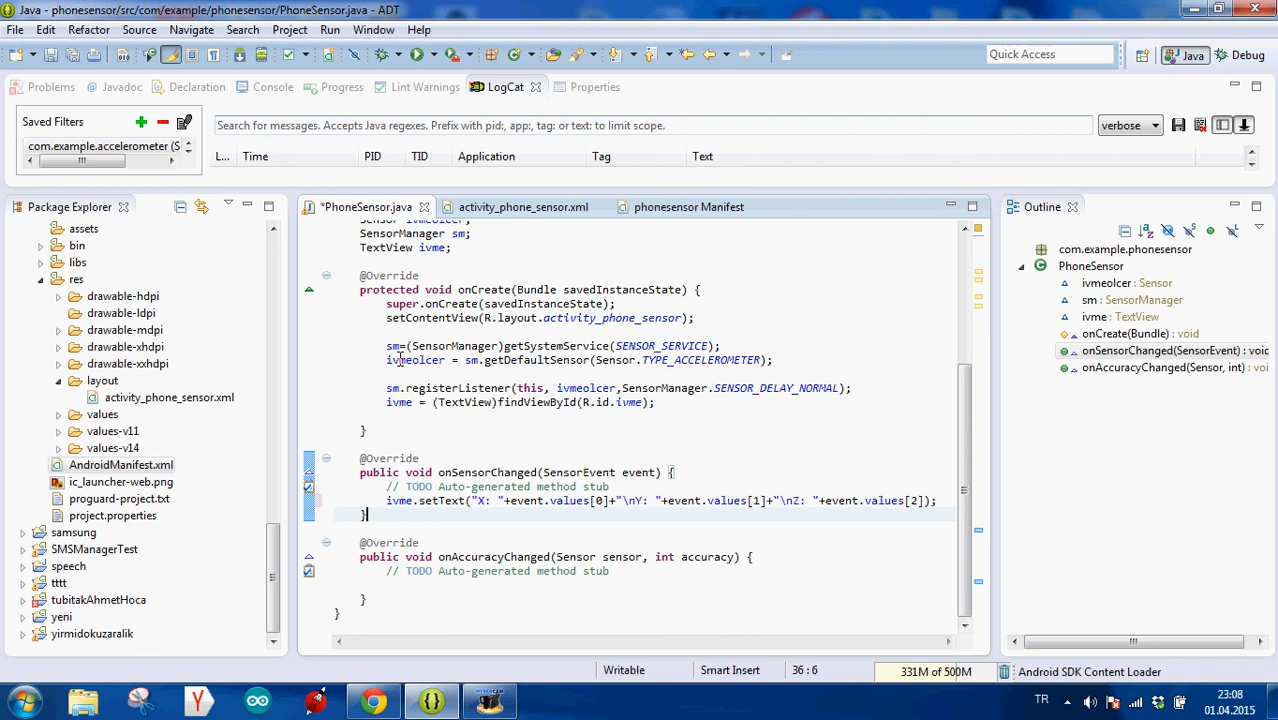 Java - phonesensor/src/com/example/phonesensor/PhoneSensor.java - ADT
File Edit Refactor Source Navigate Search Project Run Window Help
Quick Access
Java
Debug
Problems
Javadoc
Declaration
Console
Progress
Lint Warnings
LogCat
Properties
Saved Filters
com.example.accelerometer (S
Search for messages. Accepts Java regexes. Prefix with pid:, app:, tag: or text: to limit scope.
verbose
L... Time PID TID Application Tag Text
Package Explorer
assets
bin
libs
res
drawable-hdpi
drawable-ldpi
drawable-mdpi
drawable-xhdpi
drawable-xxhdpi
layout
activity_phone_sensor.xml
values
values-v11
values-v14
AndroidManifest.xml
ic_launcher-web.png
proguard-project.txt
project.properties
samsung
SMSManagerTest
speech
tttt
tubitakAhmetHoca
yeni
yirmidokuzaralik
*PhoneSensor.java
activity_phone_sensor.xml
phonesensor Manifest
Sensor ivmeolcer;
SensorManager sm;
TextView ivme;
@Override
protected void onCreate(Bundle savedInstanceState) {
super.onCreate(savedInstanceState);
setContentView(R.layout.activity_phone_sensor);
sm=(SensorManager)getSystemService(SENSOR_SERVICE);
ivmeolcer = sm.getDefaultSensor(Sensor.TYPE_ACCELEROMETER);
sm.registerListener(this, ivmeolcer,SensorManager.SENSOR_DELAY_NORMAL);
ivme = (TextView)findViewById(R.id.ivme);
}
@Override
public void onSensorChanged(SensorEvent event) {
// TODO Auto-generated method stub
ivme.setText("X: "+event.values[0]+"\nY: "+event.values[1]+"\nZ: "+event.values[2]);
}
@Override
public void onAccuracyChanged(Sensor sensor, int accuracy) {
// TODO Auto-generated method stub
}
}
Outline
com.example.phonesensor
PhoneSensor
ivmeolcer : Sensor
sm : SensorManager
ivme : TextView
onCreate(Bundle) : void
onSensorChanged(SensorEvent) : void
onAccuracyChanged(Sensor, int) : voi
Writable
Smart Insert
36 : 6
331M of 500M
Android SDK Content Loader
TR
23:08
01.04.2015